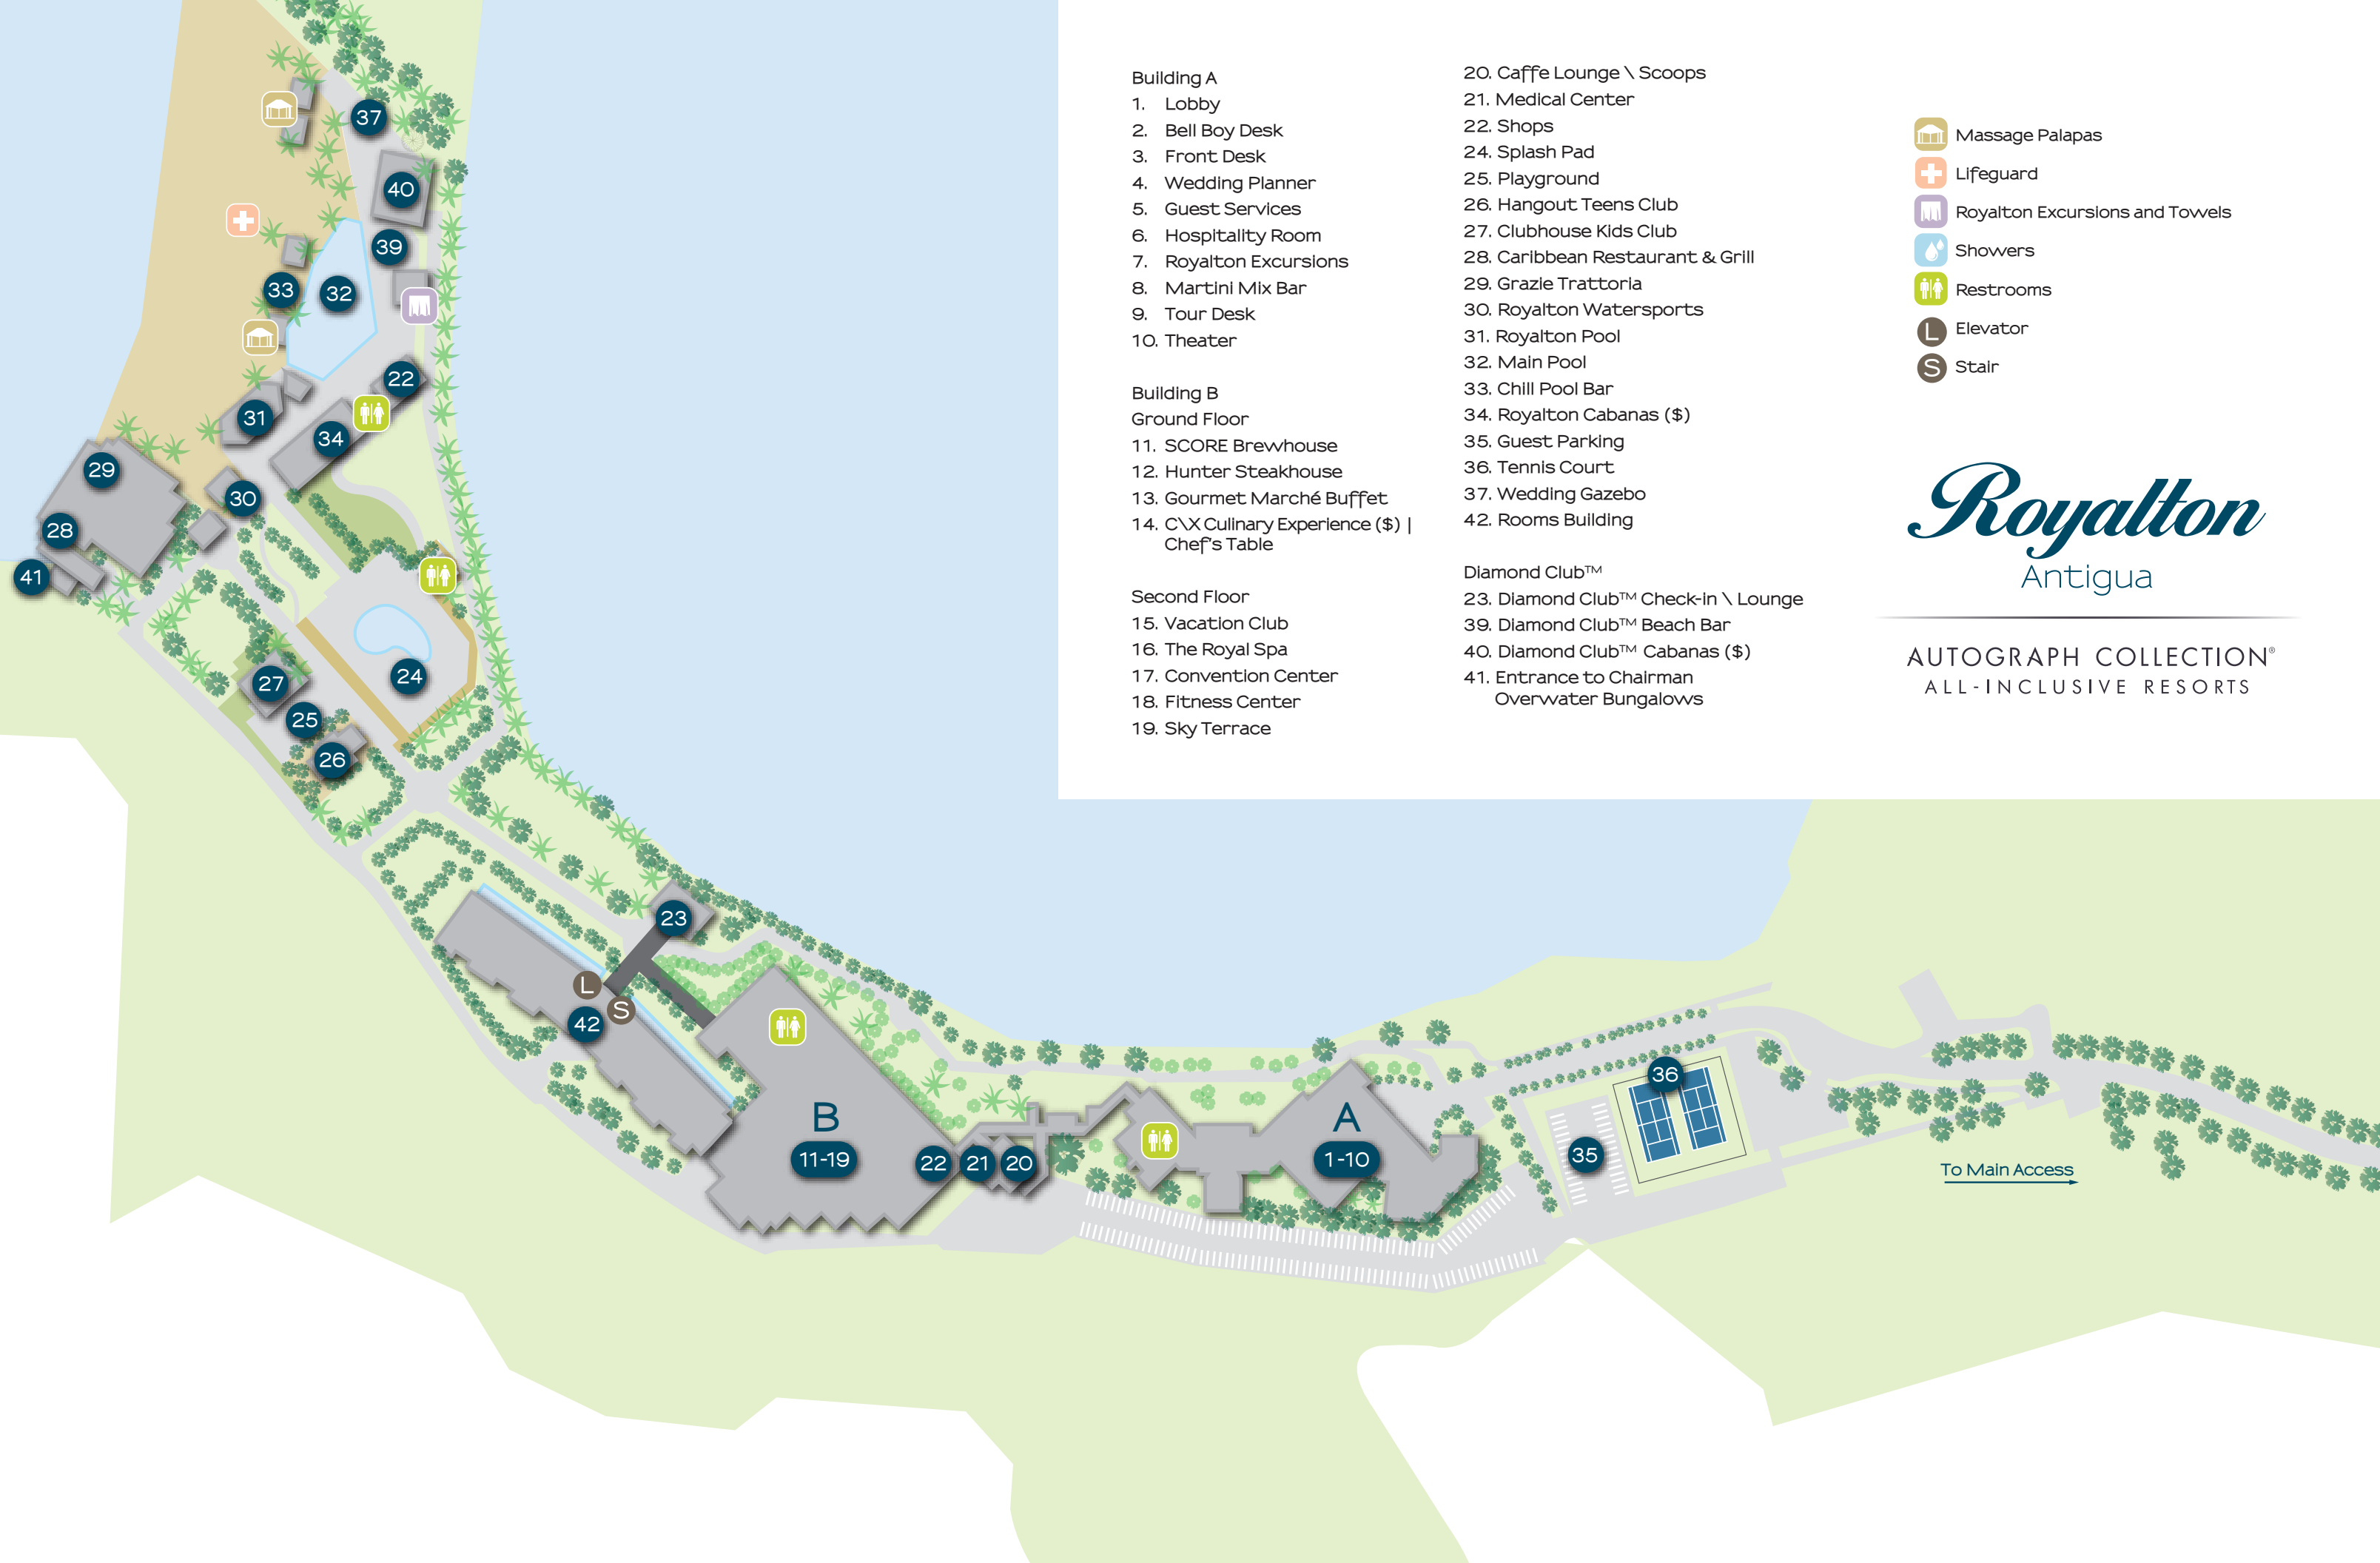 Building A
1. Lobby
2. Bell Boy Desk
3. Front Desk
4. Wedding Planner
5. Guest Services
6. Hospitality Room
7. Royalton Excursions
8. Martini Mix Bar
9. Tour Desk
10. Theater
Building B
Ground Floor
11. SCORE Brewhouse
12. Hunter Steakhouse
13. Gourmet Marché Buffet
14. C\X Culinary Experience ($) |
Chef's Table
Second Floor
15. Vacation Club
16. The Royal Spa
17. Convention Center
18. Fitness Center
19. Sky Terrace
20. Caffe Lounge \ Scoops
21. Medical Center
22. Shops
24. Splash Pad
25. Playground
26. Hangout Teens Club
27. Clubhouse Kids Club
28. Caribbean Restaurant & Grill
29. Grazie Trattoria
30. Royalton Watersports
31. Royalton Pool
32. Main Pool
33. Chill Pool Bar
34. Royalton Cabanas ($)
35. Guest Parking
36. Tennis Court
37. Wedding Gazebo
42. Rooms Building
Diamond Club™
23. Diamond Club™ Check-in \ Lounge
39. Diamond Club™ Beach Bar
40. Diamond Club™ Cabanas ($)
41. Entrance to Chairman
Overwater Bungalows
Massage Palapas
Lifeguard
Royalton Excursions and Towels
Showers
Restrooms
L Elevator
S Stair
Royalton
Antigua
AUTOGRAPH COLLECTION®
ALL-INCLUSIVE RESORTS
37
40
39
33
32
22
31
34
29
30
28
41
27
24
25
26
23
L
S
42
B
11-19
22
21
20
A
1-10
36
35
To Main Access